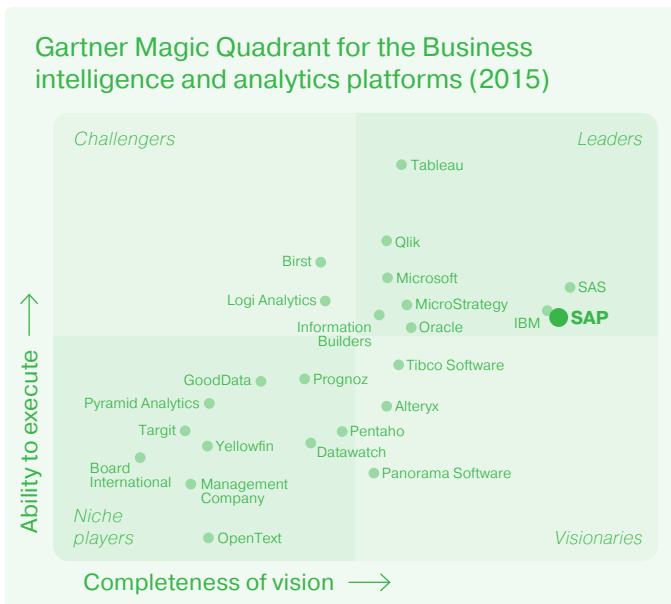 Gartner Magic Quadrant for the Business
intelligence and analytics platforms (2015)
Challengers
Leaders
Tableau
Qlik
Birst
Microsoft
SAS
Logi Analytics
MicroStrategy
Information
Builders
Oracle
IBM
SAP
Tibco Software
GoodData
Prognoz
Pyramid Analytics
Alteryx
Targit
Pentaho
Yellowfin
Datawatch
Board
International
Panorama Software
Management
Company
Niche
players
OpenText
Visionaries
Ability to execute
Completeness of vision